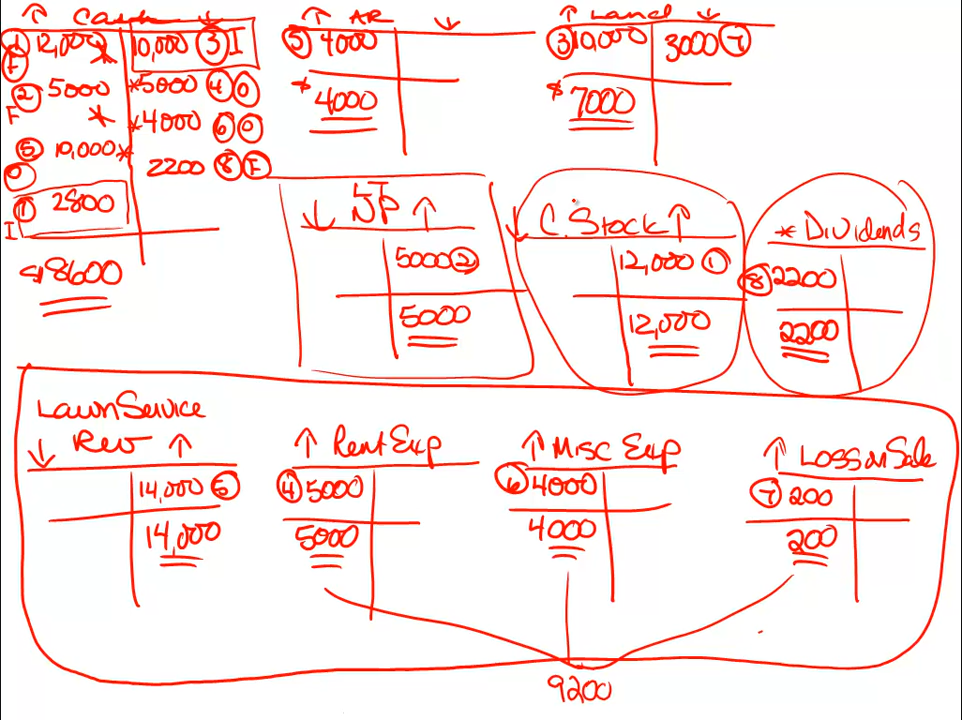 ↑ Cash ↓
① 12,000 * 10,000 ③ I
F
② 5000 * 5000 ④ O
F * * 4000 ⑥ O
⑤ 10,000 * 2200 ⑧ F
O
⑦ 2800
I
$18600
↑ AR ↓
⑤ 4000
$ 4000
↑ Land ↓
③ 10,000 3000 ⑦
$ 7000
↓ LT NP ↑
5000 ②
5000
↓ C. Stock ↑
12,000 ①
12,000
* Dividends
⑧ 2200
2200
Lawn Service
↓ Rev ↑
14,000 ⑤
14,000
↑ Rent Exp
④ 5000
5000
↑ Misc Exp
⑥ 4000
4000
↑ Loss on Sale
⑦ 200
200
9200